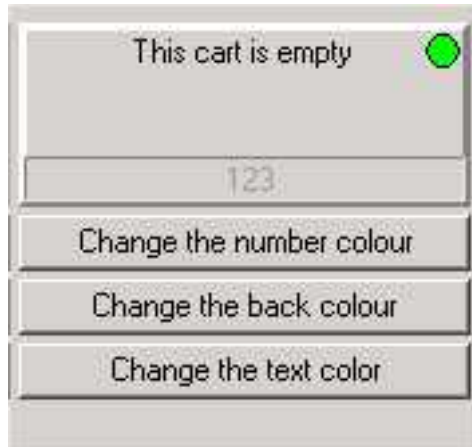 This cart is empty
123
Change the number colour
Change the back colour
Change the text color